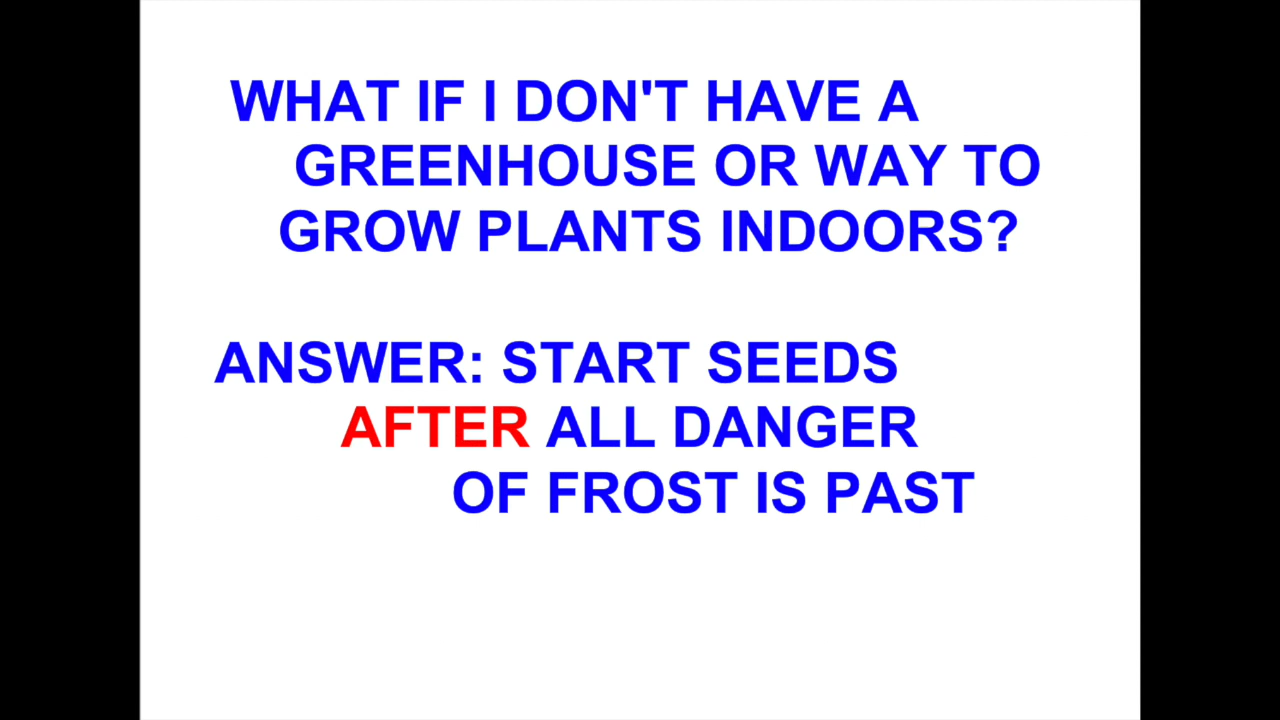 WHAT IF I DON'T HAVE A
GREENHOUSE OR WAY TO
GROW PLANTS INDOORS?
ANSWER: START SEEDS
AFTER ALL DANGER
OF FROST IS PAST